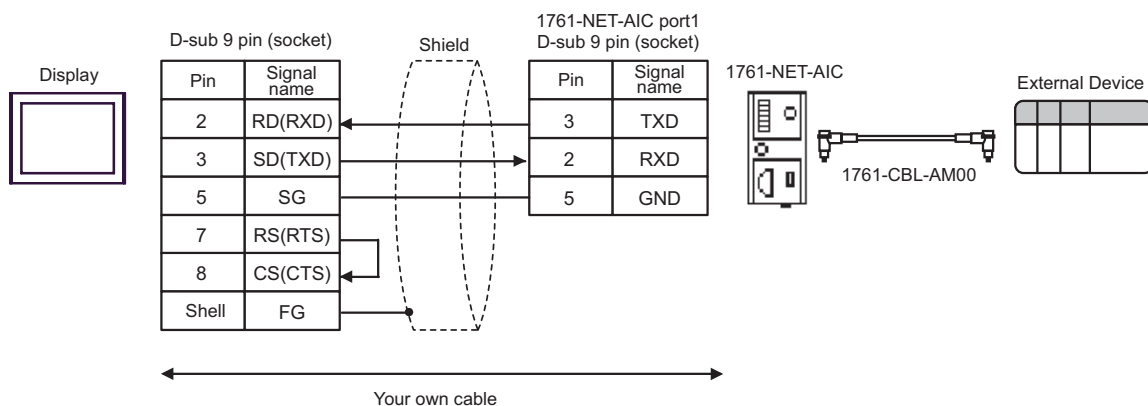 1761-NET-AIC port1
D-sub 9 pin (socket)
Shield
D-sub 9 pin (socket)
Display
1761-NET-AIC
External Device
Pin
Signal
name
Pin
Signal
name
2
RD(RXD)
3
TXD
3
SD(TXD)
2
RXD
1761-CBL-AM00
5
SG
5
GND
7
RS(RTS)
8
CS(CTS)
Shell
FG
Your own cable